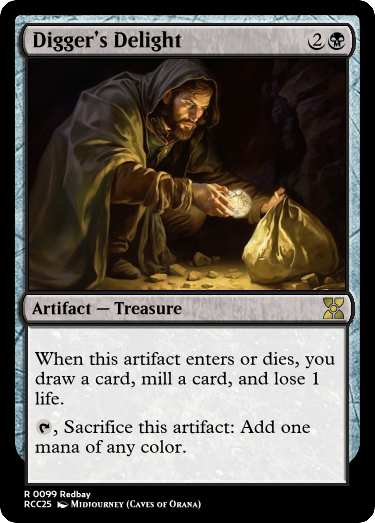 Digger's Delight 2
Artifact — Treasure
When this artifact enters or dies, you
draw a card, mill a card, and lose 1
life.
, Sacrifice this artifact: Add one
mana of any color.
R 0099 Redbay
RCC25 Midjourney (Caves of Orana)